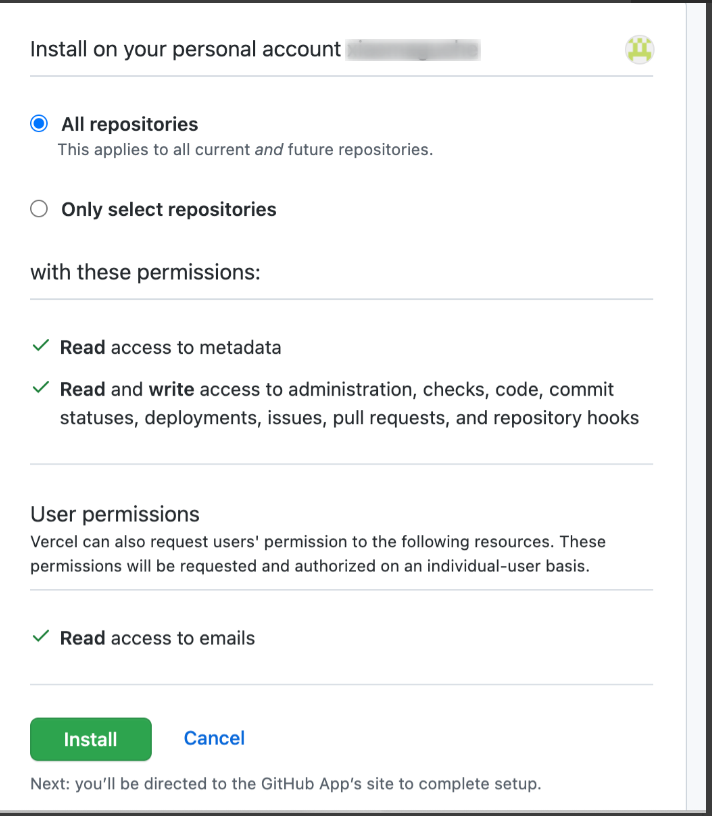 Install on your personal account
All repositories
This applies to all current and future repositories.
Only select repositories
with these permissions:
Read access to metadata
Read and write access to administration, checks, code, commit
statuses, deployments, issues, pull requests, and repository hooks
User permissions
Vercel can also request users' permission to the following resources. These
permissions will be requested and authorized on an individual-user basis.
Read access to emails
Install
Cancel
Next: you’ll be directed to the GitHub App’s site to complete setup.